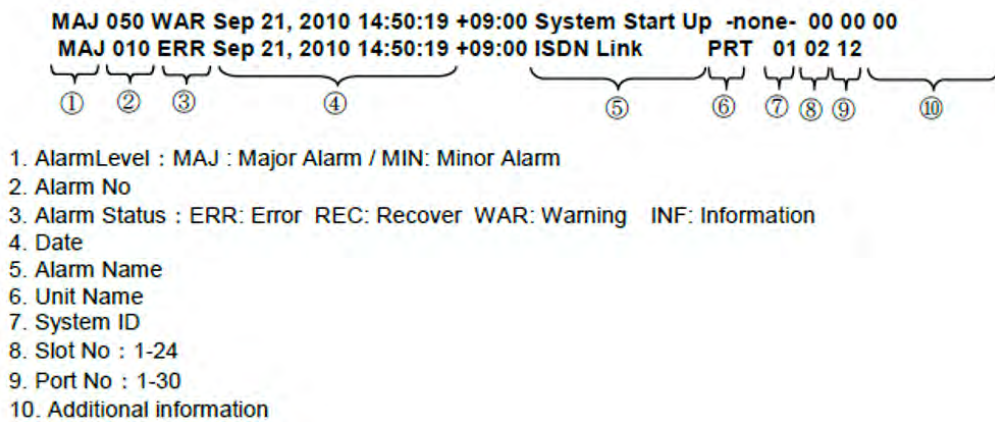 MAJ 050 WAR Sep 21, 2010 14:50:19 +09:00 System Start Up -none- 00 00 00
MAJ 010 ERR Sep 21, 2010 14:50:19 +09:00 ISDN Link PRT 01 02 12
① ② ③ ④ ⑤ ⑥ ⑦ ⑧ ⑨ ⑩
1. AlarmLevel : MAJ : Major Alarm / MIN: Minor Alarm
2. Alarm No
3. Alarm Status : ERR: Error REC: Recover WAR: Warning INF: Information
4. Date
5. Alarm Name
6. Unit Name
7. System ID
8. Slot No : 1-24
9. Port No : 1-30
10. Additional information